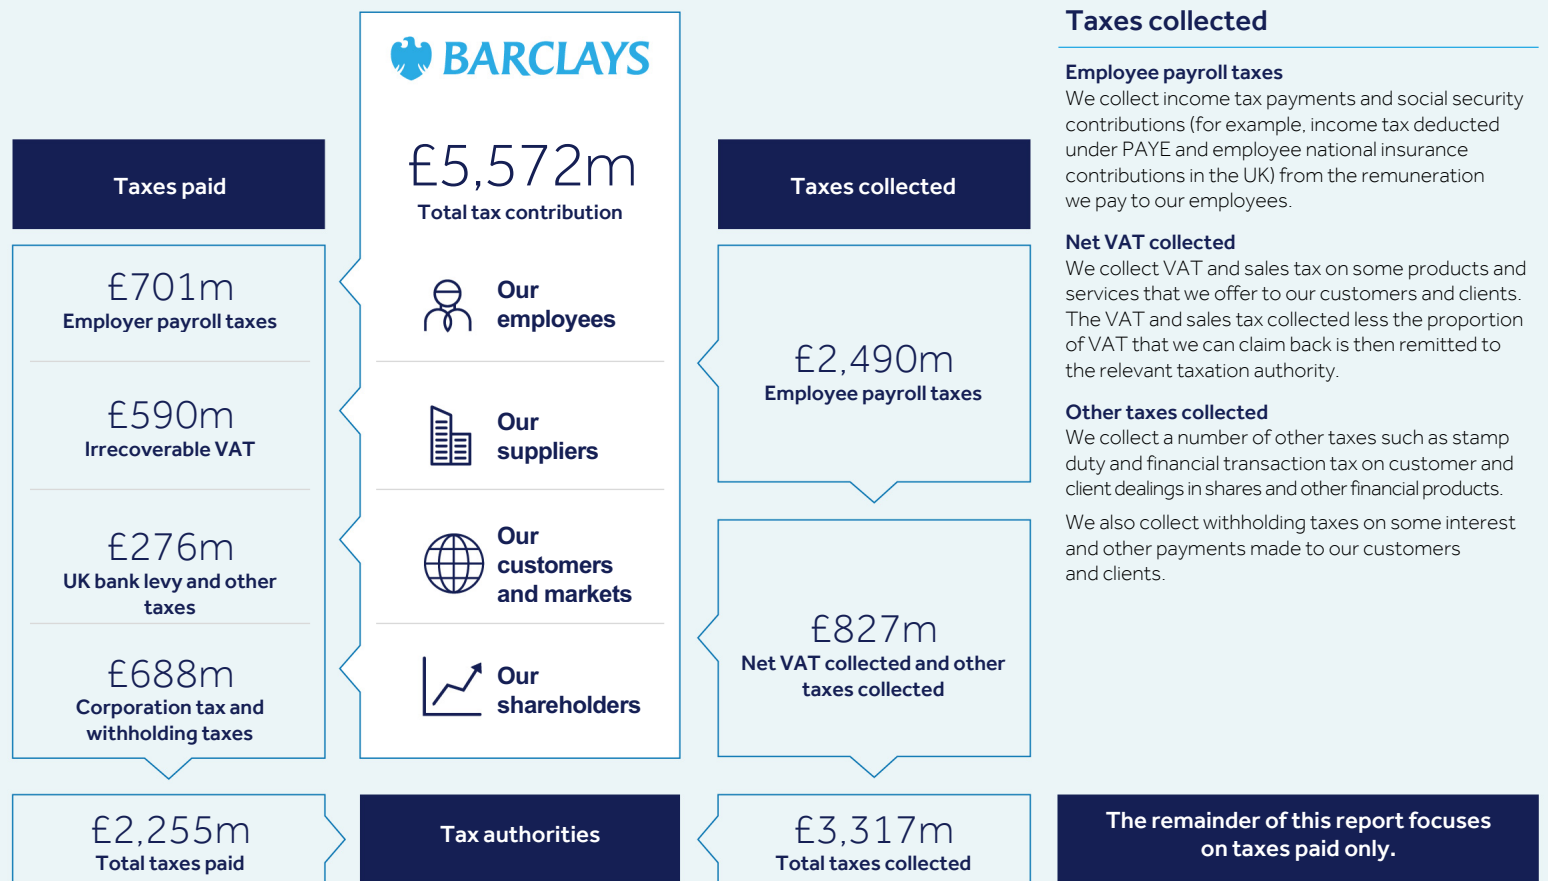 BARCLAYS
£5,572m
Total tax contribution
Our
employees
Our
suppliers
Our
customers
and markets
Our
shareholders
Tax authorities
Taxes paid
£701m
Employer payroll taxes
£590m
Irrecoverable VAT
£276m
UK bank levy and other
taxes
£688m
Corporation tax and
withholding taxes
£2,255m
Total taxes paid
Taxes collected
£2,490m
Employee payroll taxes
£827m
Net VAT collected and other
taxes collected
£3,317m
Total taxes collected
Taxes collected
Employee payroll taxes
We collect income tax payments and social security
contributions (for example, income tax deducted
under PAYE and employee national insurance
contributions in the UK) from the remuneration
we pay to our employees.
Net VAT collected
We collect VAT and sales tax on some products and
services that we offer to our customers and clients.
The VAT and sales tax collected less the proportion
of VAT that we can claim back is then remitted to
the relevant taxation authority.
Other taxes collected
We collect a number of other taxes such as stamp
duty and financial transaction tax on customer and
client dealings in shares and other financial products.
We also collect withholding taxes on some interest
and other payments made to our customers
and clients.
The remainder of this report focuses
on taxes paid only.